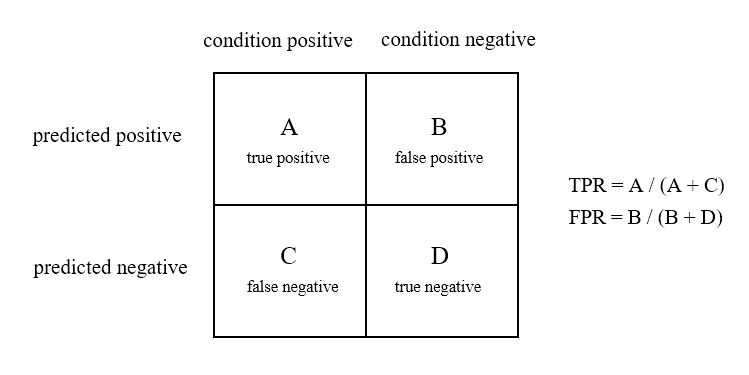 condition positive condition negative
predicted positive
A B
true positive false positive
TPR = A / (A + C)
FPR = B / (B + D)
predicted negative
C D
false negative true negative